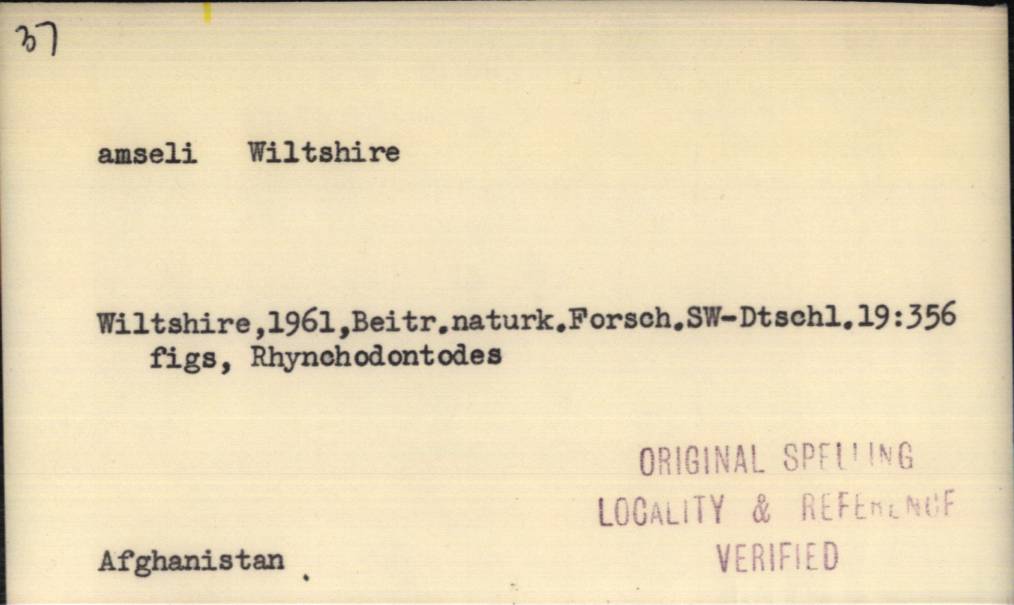 37
amseli Wiltshire
Wiltshire,1961,Beitr.naturk.Forsch.SW-Dtschl.19:356
figs, Rhynchodontodes
ORIGINAL SPELLING
LOCALITY & REFERENCE
VERIFIED
Afghanistan .